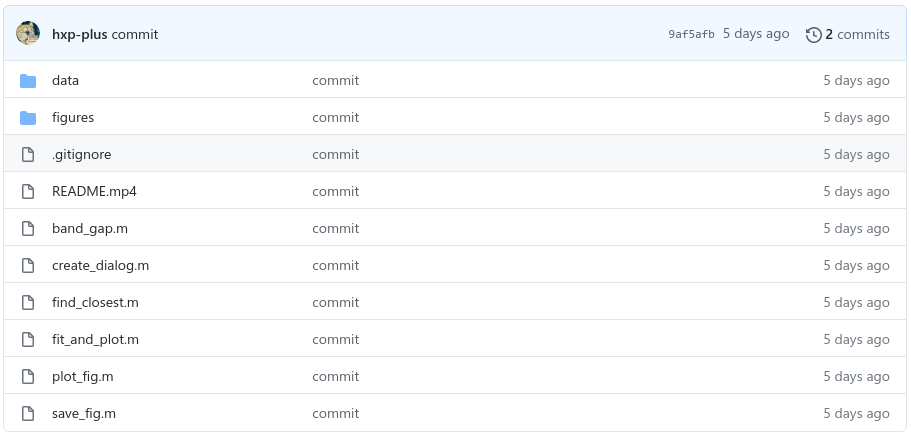 hxp-plus commit 9af5afb 5 days ago 2 commits
data commit 5 days ago
figures commit 5 days ago
.gitignore commit 5 days ago
README.mp4 commit 5 days ago
band_gap.m commit 5 days ago
create_dialog.m commit 5 days ago
find_closest.m commit 5 days ago
fit_and_plot.m commit 5 days ago
plot_fig.m commit 5 days ago
save_fig.m commit 5 days ago